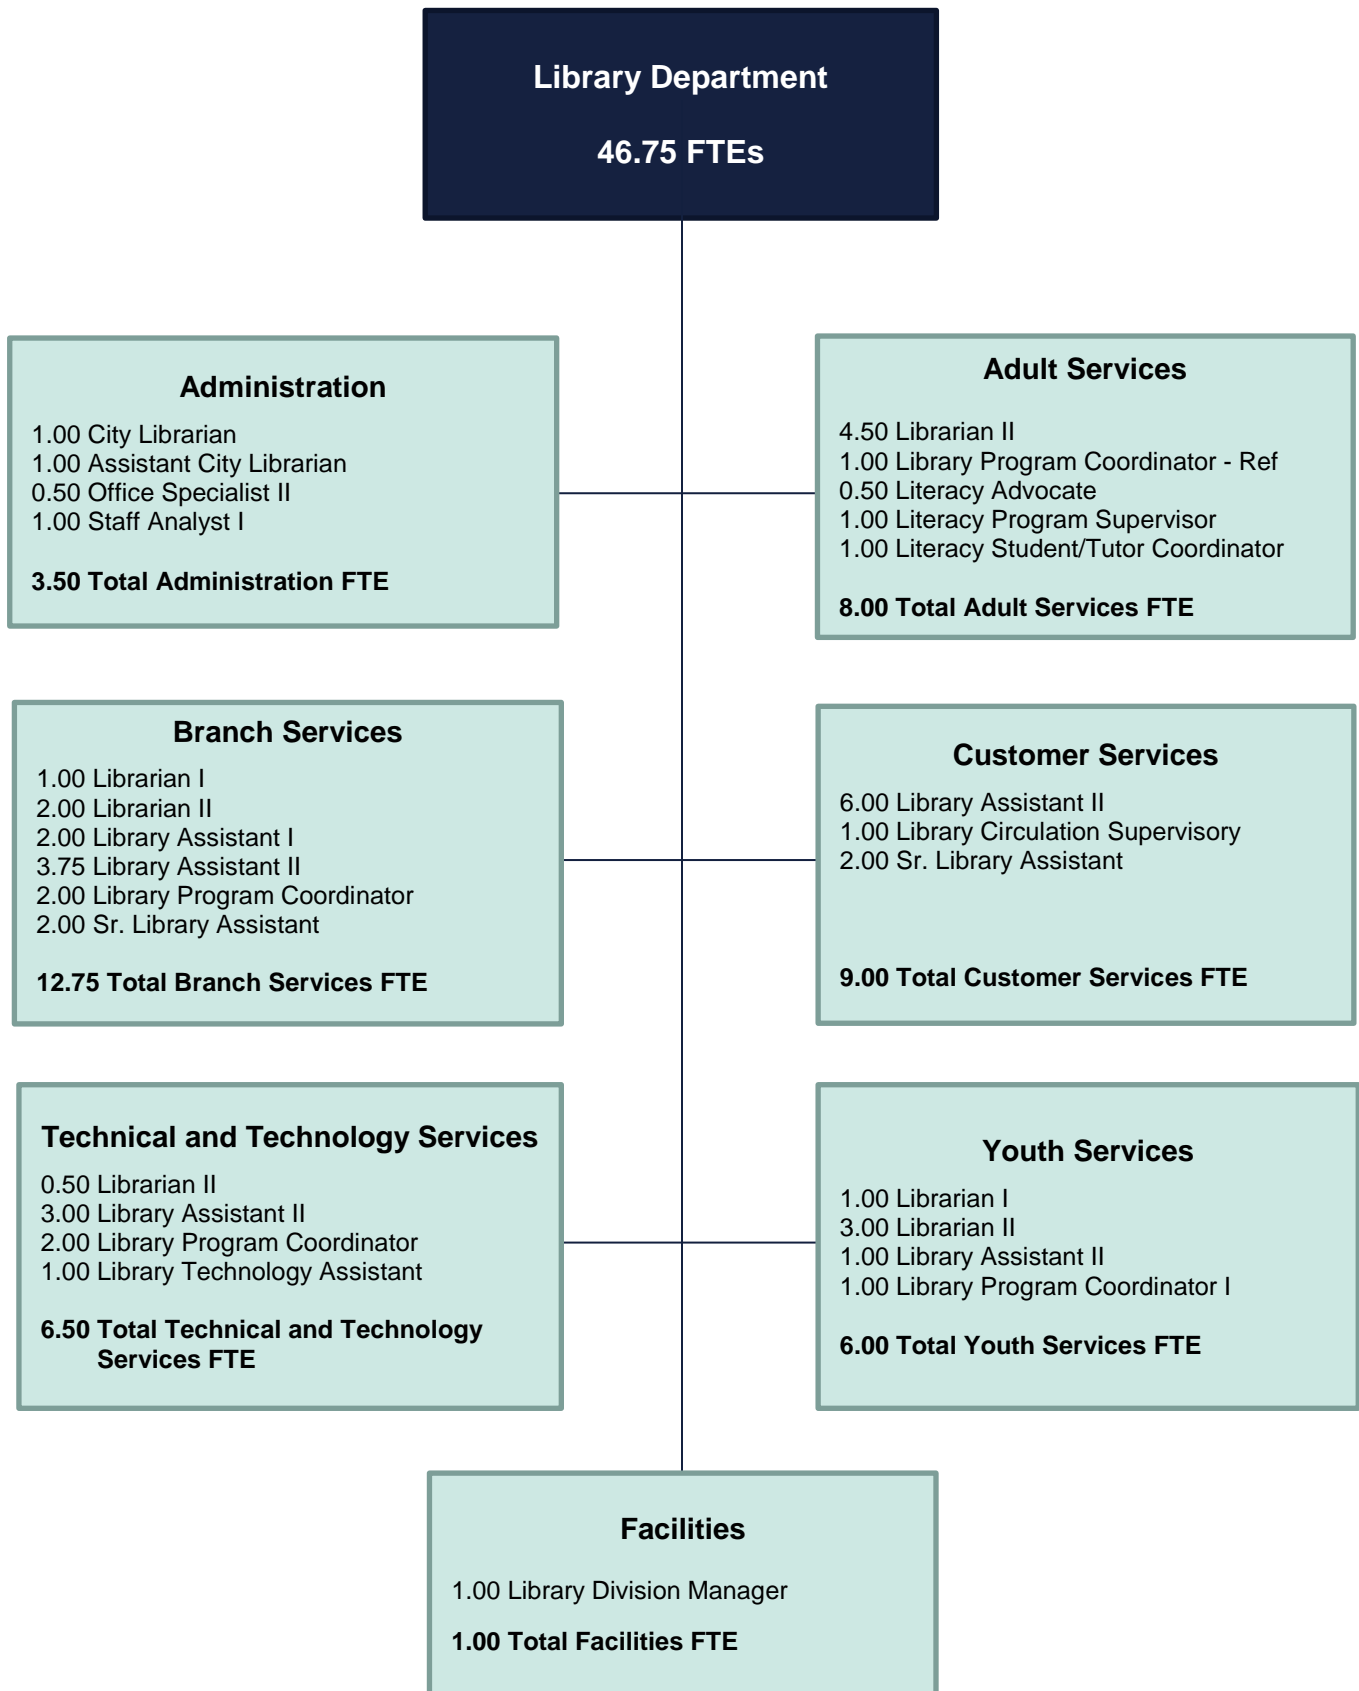 Library Department
46.75 FTEs
Administration
1.00 City Librarian
1.00 Assistant City Librarian
0.50 Office Specialist II
1.00 Staff Analyst I
3.50 Total Administration FTE
Adult Services
4.50 Librarian II
1.00 Library Program Coordinator - Ref
0.50 Literacy Advocate
1.00 Literacy Program Supervisor
1.00 Literacy Student/Tutor Coordinator
8.00 Total Adult Services FTE
Branch Services
1.00 Librarian I
2.00 Librarian II
2.00 Library Assistant I
3.75 Library Assistant II
2.00 Library Program Coordinator
2.00 Sr. Library Assistant
12.75 Total Branch Services FTE
Customer Services
6.00 Library Assistant II
1.00 Library Circulation Supervisory
2.00 Sr. Library Assistant
9.00 Total Customer Services FTE
Technical and Technology Services
0.50 Librarian II
3.00 Library Assistant II
2.00 Library Program Coordinator
1.00 Library Technology Assistant
6.50 Total Technical and Technology
Services FTE
Youth Services
1.00 Librarian I
3.00 Librarian II
1.00 Library Assistant II
1.00 Library Program Coordinator I
6.00 Total Youth Services FTE
Facilities
1.00 Library Division Manager
1.00 Total Facilities FTE